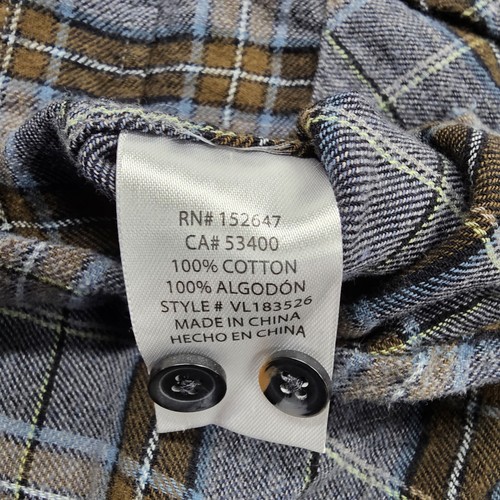 RN# 152647
CA# 53400
100% COTTON
100% ALGODÓN
STYLE # VL183526
MADE IN CHINA
HECHO EN CHINA